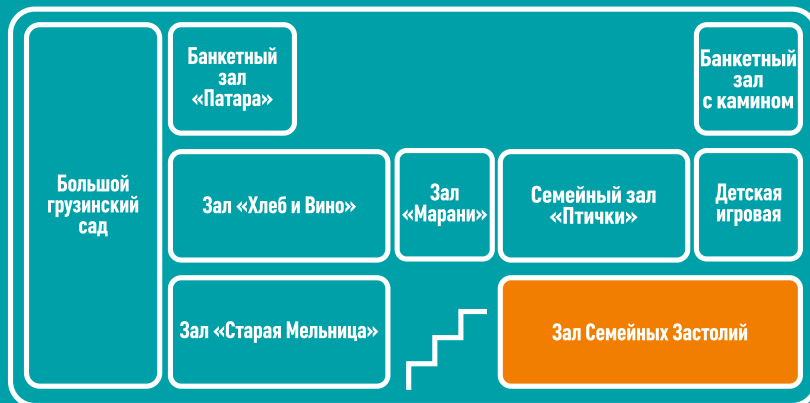 Большой
грузинский
сад
Банкетный
зал
«Патара»
Банкетный
зал
с камином
Зал «Хлеб и Вино»
Зал
«Марани»
Семейный зал
«Птички»
Детская
игровая
Зал «Старая Мельница»
Зал Семейных Застолий